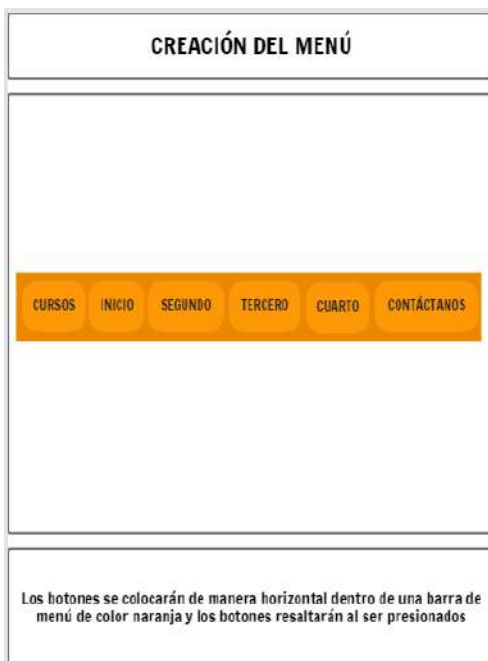 CREACIÓN DEL MENÚ
CURSOS INICIO SEGUNDO TERCERO CUARTO CONTÁCTANOS
Los botones se colocarán de manera horizontal dentro de una barra de
menú de color naranja y los botones resaltarán al ser presionados